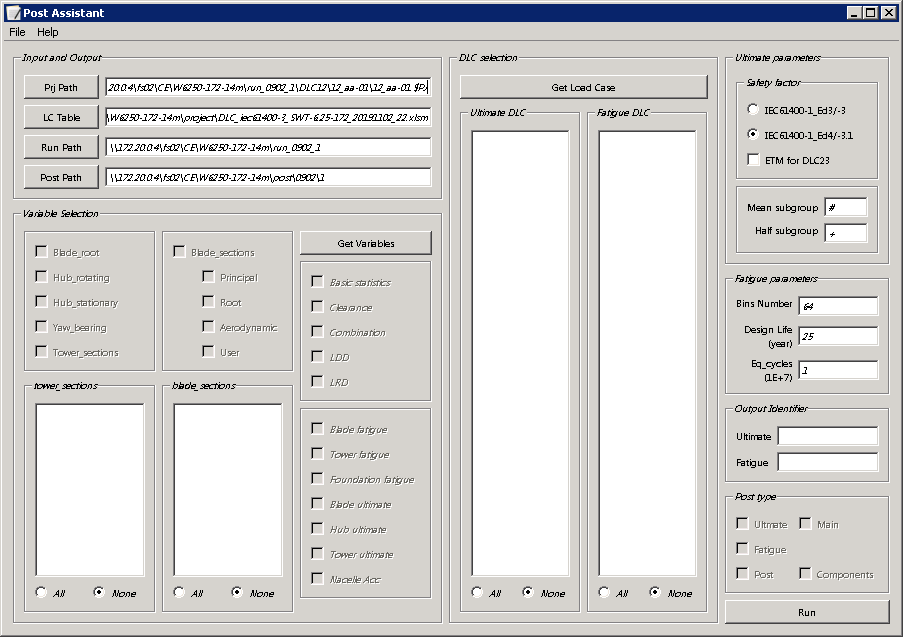 Post Assistant
File Help
Input and Output
Prj Path 20.0.4\fs02\CE\W6250-172-14m\run_0902_1\DLC12\12_aa-01\12_aa-01.$PJ
LC Table \W6250-172-14m\project\DLC_iec61400-3_SWT-6.25-172_20191102_22.xlsm
Run Path \\172.20.0.4\fs02\CE\W6250-172-14m\run_0902_1
Post Path \\172.20.0.4\fs02\CE\W6250-172-14m\post\0902\1
Variable Selection
Blade_root
Hub_rotating
Hub_stationary
Yaw_bearing
Tower_sections
Blade_sections
Principal
Root
Aerodynamic
User
Get Variables
Basic statistics
Clearance
Combination
LDD
LRD
tower_sections
All None
blade_sections
All None
Blade fatigue
Tower fatigue
Foundation fatigue
Blade ultimate
Hub ultimate
Tower ultimate
Nacelle Acc
DLC selection
Get Load Case
Ultimate DLC
All None
Fatigue DLC
All None
Ultimate parameters
Safety factor
IEC61400-1_Ed3/-3
IEC61400-1_Ed4/-3.1
ETM for DLC23
Mean subgroup #
Half subgroup +
Fatigue parameters
Bins Number 64
Design Life
(year) 25
Eq_cycles
(1E+7) 1
Output Identifier
Ultimate
Fatigue
Post type
Ultmate Main
Fatigue
Post Components
Run